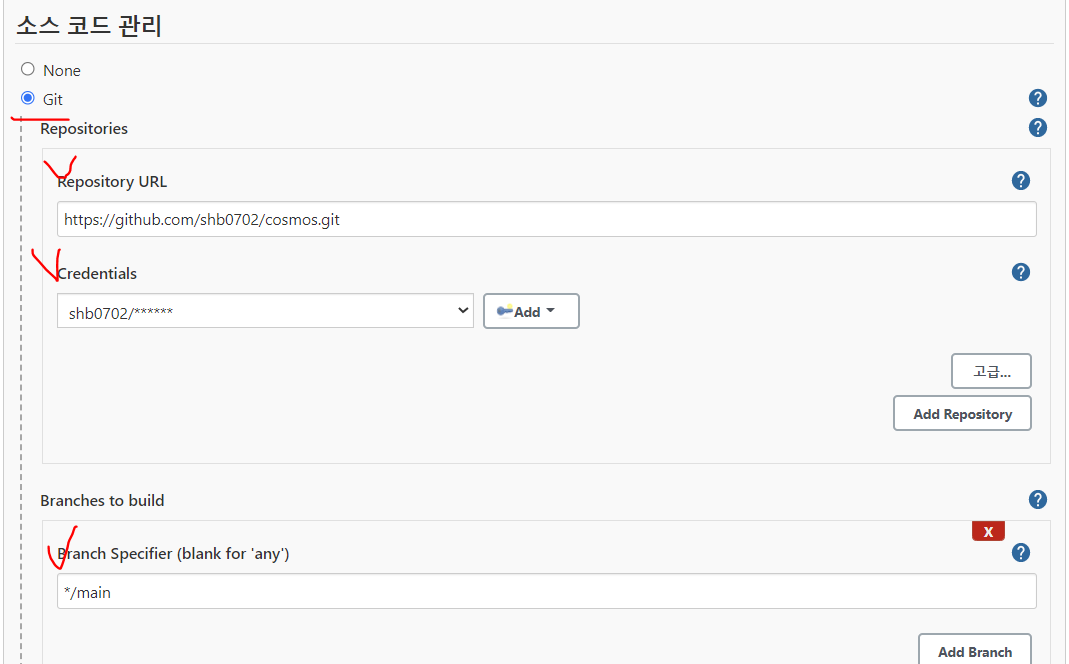 소스 코드 관리
None
Git
?
Repositories
?
Repository URL
?
https://github.com/shb0702/cosmos.git
Credentials
?
shb0702/******
Add
고급...
Add Repository
Branches to build
?
X
Branch Specifier (blank for 'any')
?
*/main
Add Branch